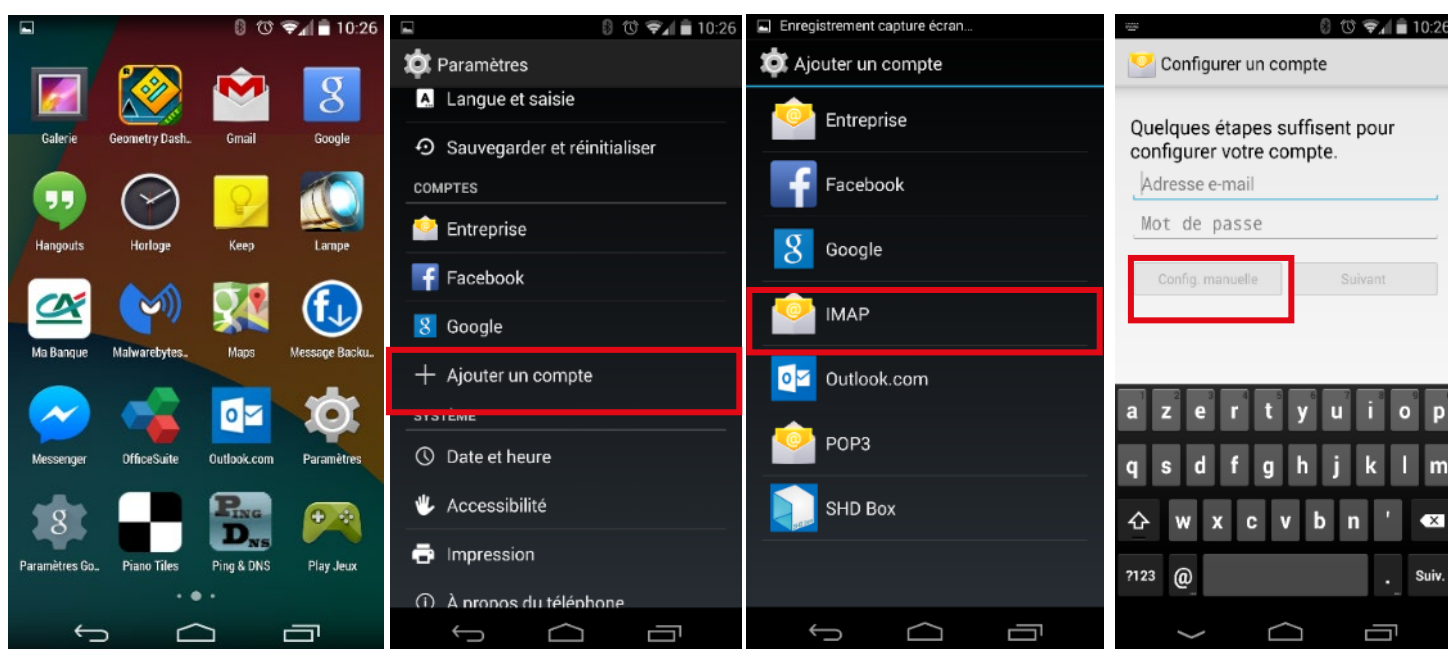 10:26
Galerie
Geometry Dash..
Gmail
Google
Hangouts
Horloge
Keep
Lampe
Ma Banque
Malwarebytes..
Maps
Message Backu..
Messenger
OfficeSuite
Outlook.com
Paramètres
Paramètres Go..
Piano Tiles
PING
DNS
Ping & DNS
Play Jeux
10:26
Paramètres
A Langue et saisie
Sauvegarder et réinitialiser
COMPTES
Entreprise
Facebook
Google
Ajouter un compte
SYSTÈME
Date et heure
Accessibilité
Impression
À propos du téléphone
Enregistrement capture écran...
Ajouter un compte
Entreprise
Facebook
Google
IMAP
Outlook.com
POP3
SHD Box
10:26
Configurer un compte
Quelques étapes suffisent pour
configurer votre compte.
Adresse e-mail
Mot de passe
Config. manuelle Suivant
a z e r t y u i o p
q s d f g h j k l m
w x c v b n '
?123 @ . Suiv.